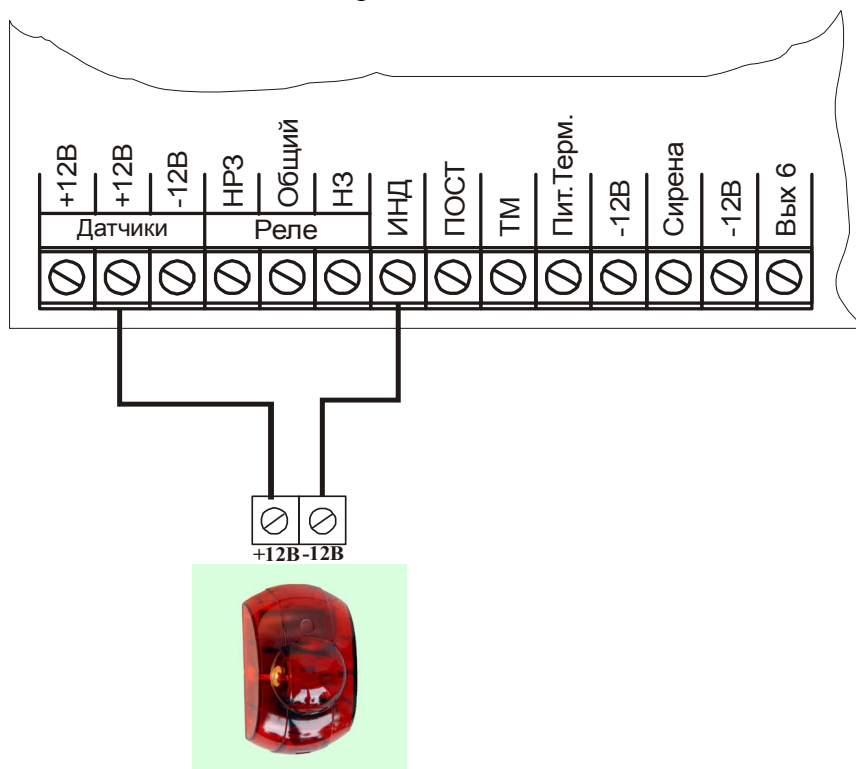 +12В
+12В
-12В
НРЗ
Общий
НЗ
ИНД
ПОСТ
ТМ
Пит.Терм.
-12В
Сирена
-12В
Вых 6
Датчики
Реле
+12В -12В